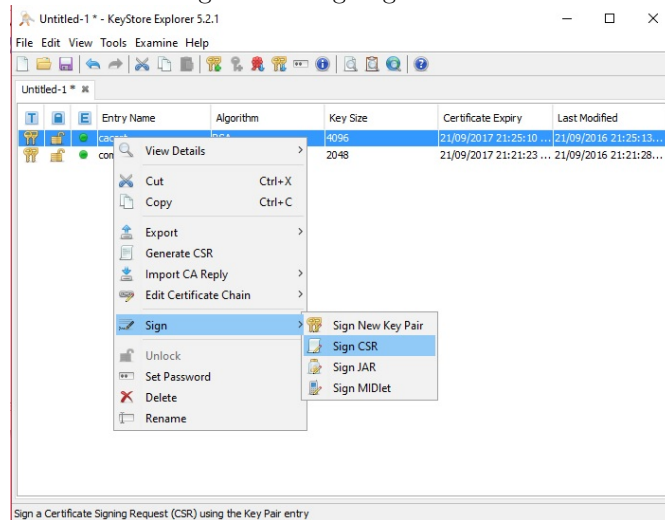 Untitled-1 * - KeyStore Explorer 5.2.1
File Edit View Tools Examine Help
Untitled-1 *
T E Entry Name Algorithm Key Size Certificate Expiry Last Modified
4096 21/09/2017 21:25:10 ... 21/09/2016 21:25:13...
2048 21/09/2017 21:21:23 ... 21/09/2016 21:21:28...
View Details
Cut Ctrl+X
Copy Ctrl+C
Export
Generate CSR
Import CA Reply
Edit Certificate Chain
Sign
Sign New Key Pair
Sign CSR
Sign JAR
Sign MIDlet
Unlock
Set Password
Delete
Rename
Sign a Certificate Signing Request (CSR) using the Key Pair entry